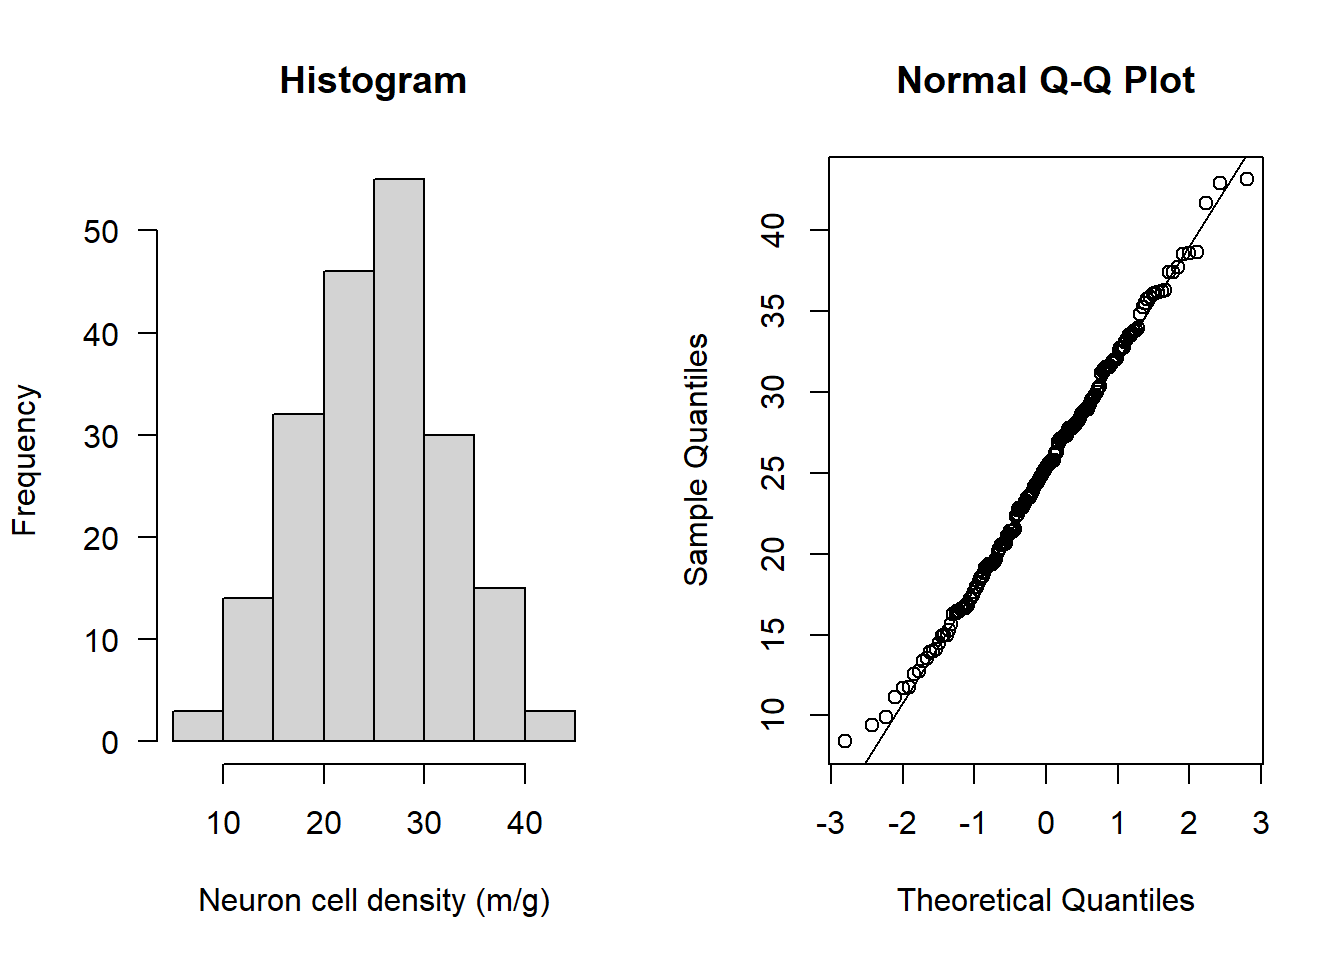 Histogram
Frequency
0
10
20
30
40
50
10 20 30 40
Neuron cell density (m/g)
Normal Q-Q Plot
Sample Quantiles
10
15
20
25
30
35
40
-3 -2 -1 0 1 2 3
Theoretical Quantiles